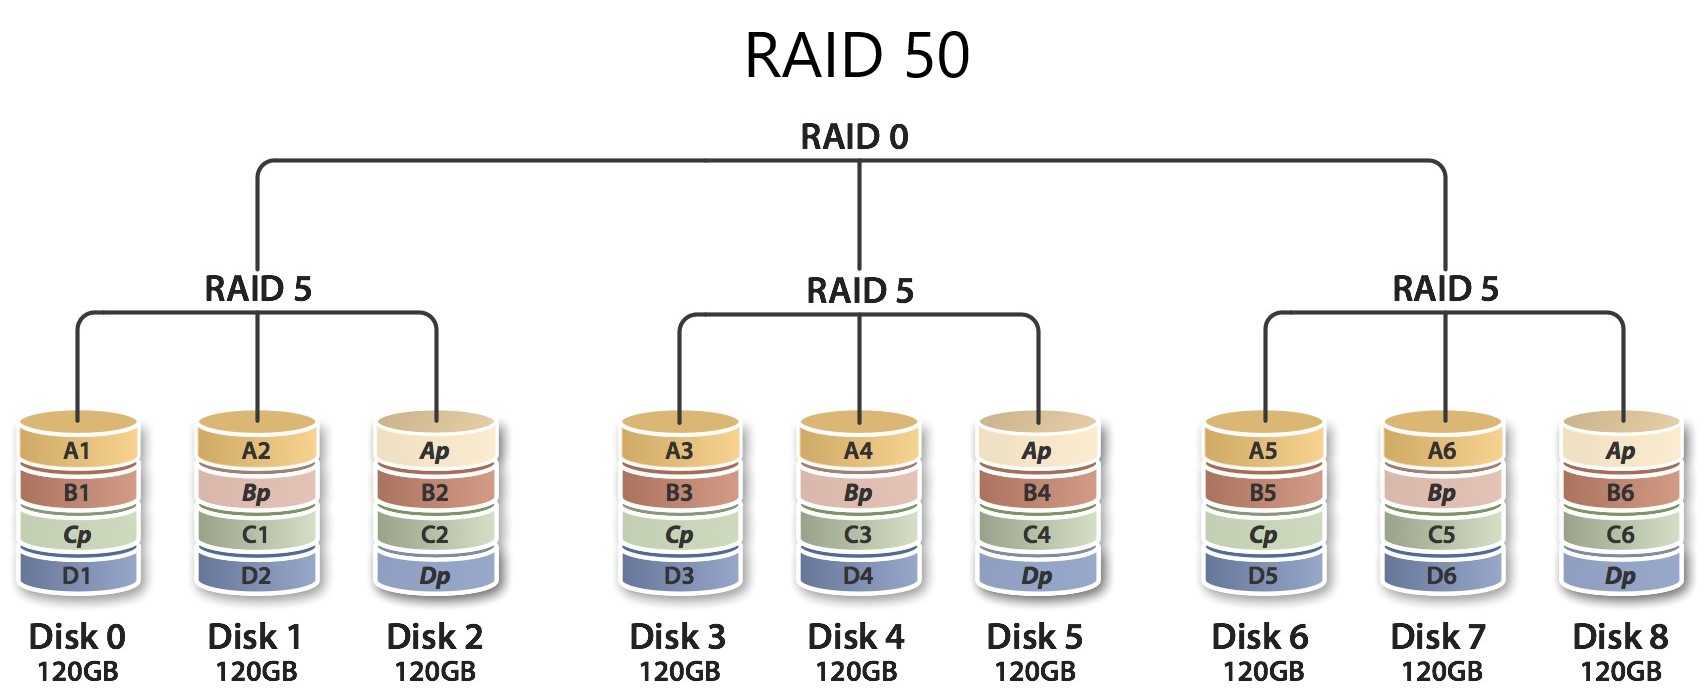 RAID 50
RAID 0
RAID 5 RAID 5 RAID 5
A1 A2 Ap A3 A4 Ap A5 A6 Ap
B1 Bp B2 B3 Bp B4 B5 Bp B6
Cp C1 C2 Cp C3 C4 Cp C5 C6
D1 D2 Dp D3 D4 Dp D5 D6 Dp
Disk 0 Disk 1 Disk 2 Disk 3 Disk 4 Disk 5 Disk 6 Disk 7 Disk 8
120GB 120GB 120GB 120GB 120GB 120GB 120GB 120GB 120GB